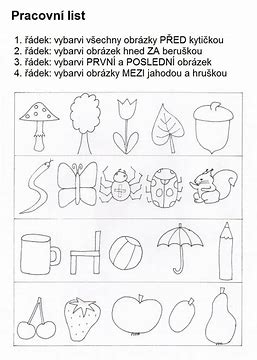 Pracovní list
1. řádek: vybarvi všechny obrázky PŘED kytičkou
2. řádek: vybarvi obrázek hned ZA beruškou
3. řádek: vybarvi PRVNÍ a POSLEDNÍ obrázek
4. řádek: vybarvi obrázky MEZI jahodou a hruškou